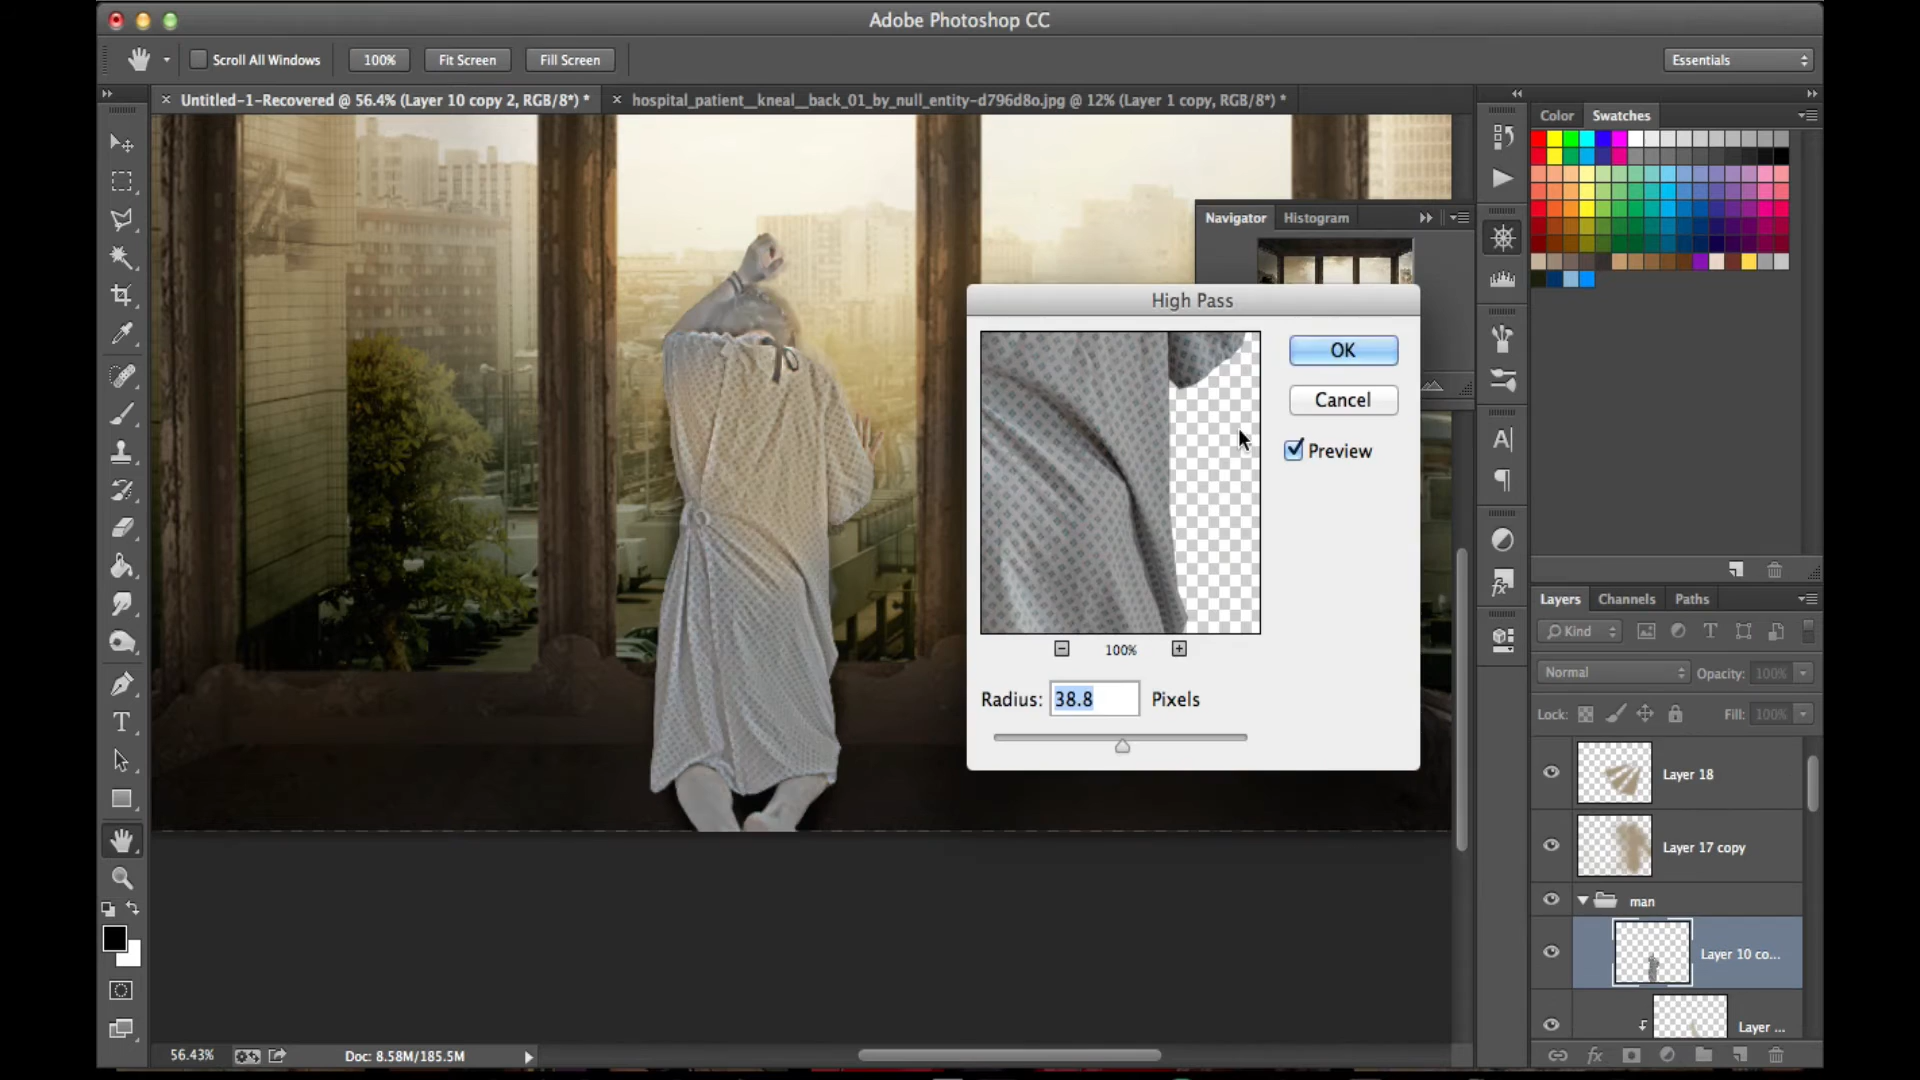 Adobe Photoshop CC
Scroll All Windows 100% Fit Screen Fill Screen Essentials
Untitled-1-Recovered @ 56.4% (Layer 10 copy 2, RGB/8*) * hospital_patient__kneal__back_01_by_null_entity-d796d8o.jpg @ 12% (Layer 1 copy, RGB/8*) *
Color Swatches
Navigator Histogram
High Pass
OK
Cancel
Preview
100%
Radius: 38.8 Pixels
Layers Channels Paths
Kind
Normal Opacity: 100%
Lock: Fill: 100%
Layer 18
Layer 17 copy
man
Layer 10 co...
Layer ...
56.43% Doc: 8.58M/185.5M